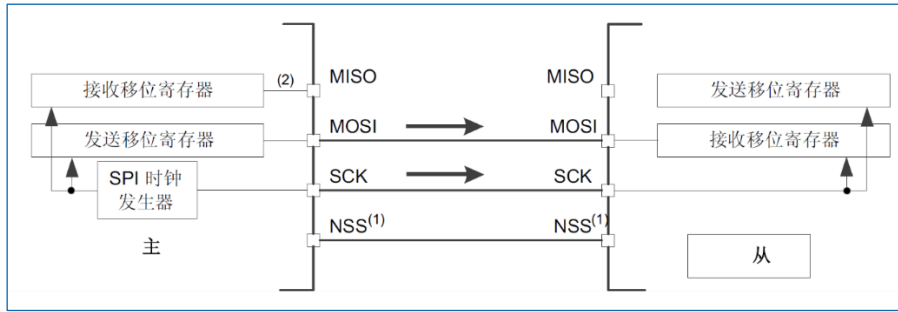 (2)
MISO
MISO
接收移位寄存器
发送移位寄存器
MOSI
MOSI
发送移位寄存器
接收移位寄存器
SPI 时钟
发生器
SCK
SCK
NSS(1)
NSS(1)
主
从